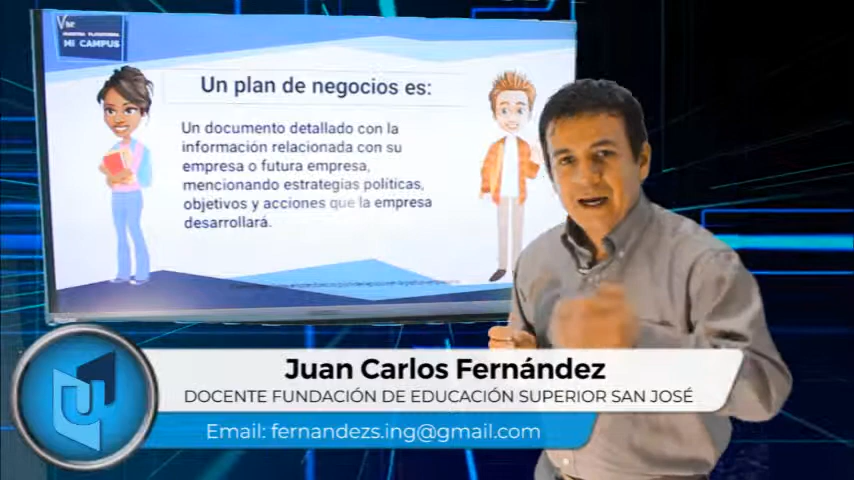 MI CAMPUS
Un plan de negocios es:
Un documento detallado con la
información relacionada con su
empresa o futura empresa,
mencionando estrategias políticas,
objetivos y acciones que la empresa
desarrollará.
Juan Carlos Fernández
DOCENTE FUNDACIÓN DE EDUCACIÓN SUPERIOR SAN JOSÉ
Email: fernandezs.ing@gmail.com